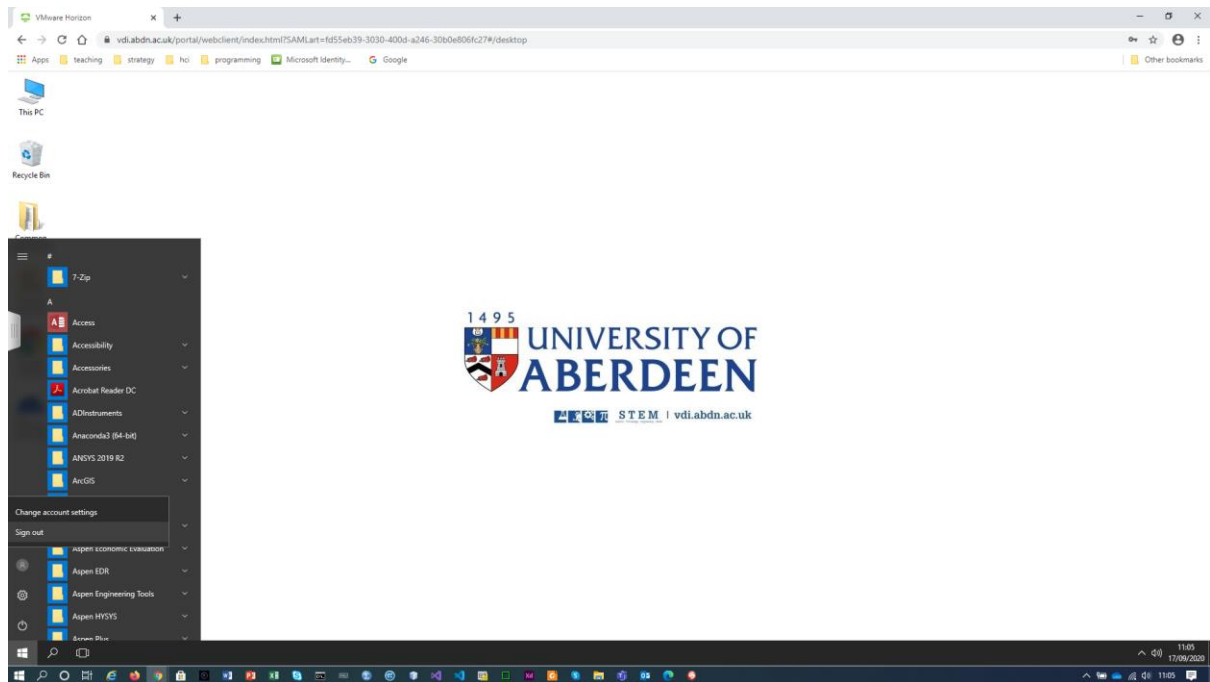 VMware Horizon
vdi.abdn.ac.uk/portal/webclient/index.html?SAMLart=fd55eb39-3030-400d-a246-30b0e806fc27#/desktop
Apps teaching strategy hci programming Microsoft Identity... Google Other bookmarks
This PC
Recycle Bin
Common
#
7-Zip
A
Access
Accessibility
Accessories
Acrobat Reader DC
ADInstruments
Anaconda3 (64-bit)
ANSYS 2019 R2
ArcGIS
Change account settings
Sign out
Aspen Economic Evaluation
Aspen EDR
Aspen Engineering Tools
Aspen HYSYS
Aspen Plus
1495
UNIVERSITY OF
ABERDEEN
STEM | vdi.abdn.ac.uk
11:05
17/09/2020
11:05